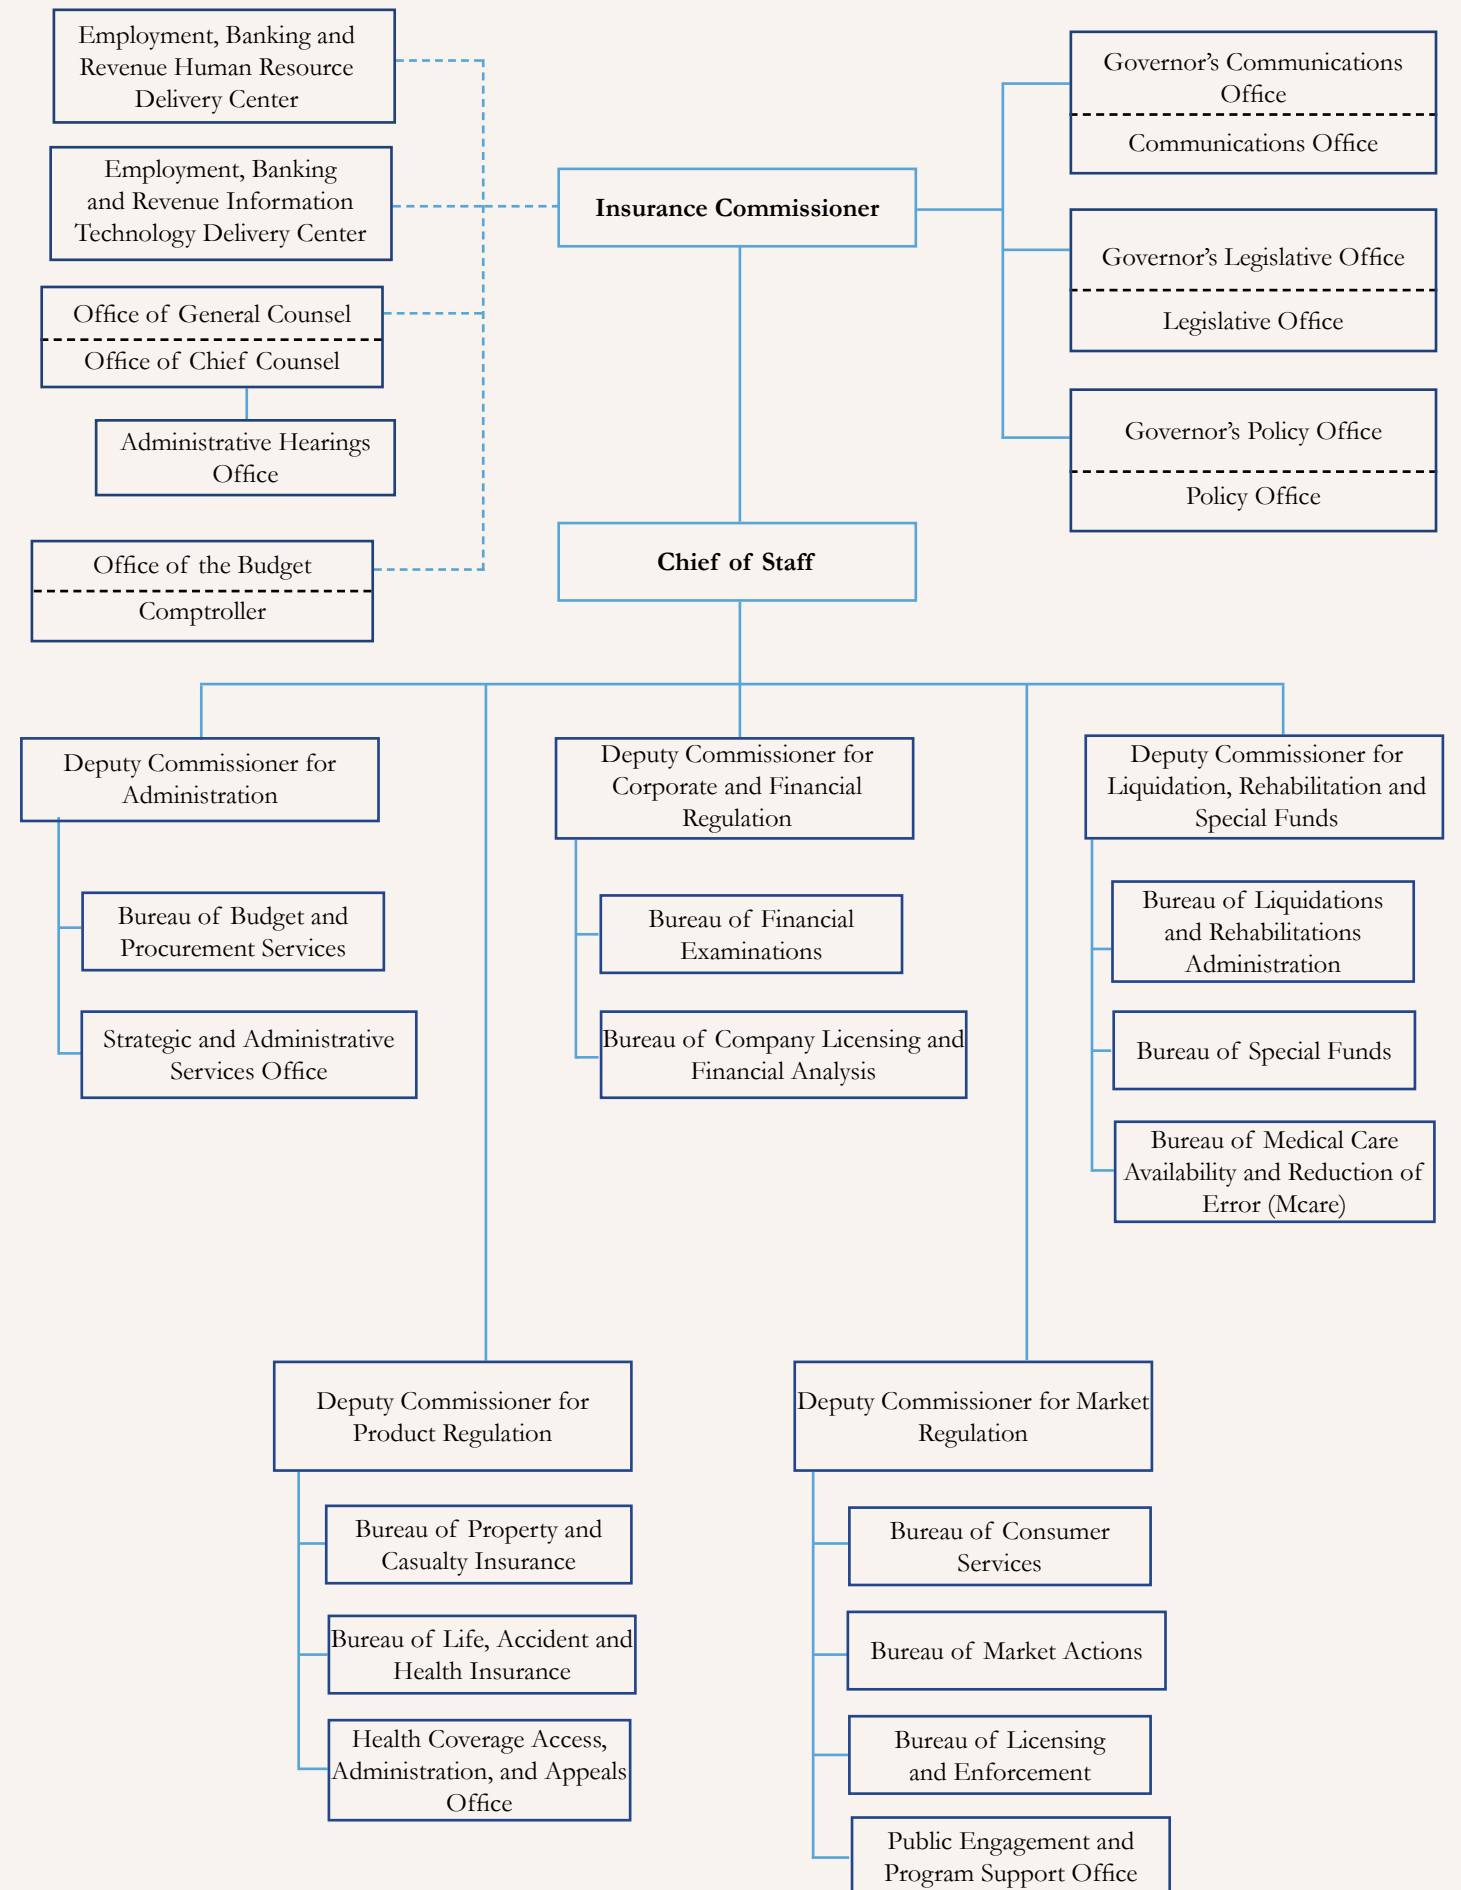 Employment, Banking and
Revenue Human Resource
Delivery Center
Employment, Banking
and Revenue Information
Technology Delivery Center
Office of General Counsel
Office of Chief Counsel
Administrative Hearings
Office
Office of the Budget
Comptroller
Insurance Commissioner
Governor’s Communications
Office
Communications Office
Governor’s Legislative Office
Legislative Office
Governor’s Policy Office
Policy Office
Chief of Staff
Deputy Commissioner for
Administration
Bureau of Budget and
Procurement Services
Strategic and Administrative
Services Office
Deputy Commissioner for
Corporate and Financial
Regulation
Bureau of Financial
Examinations
Bureau of Company Licensing and
Financial Analysis
Deputy Commissioner for
Liquidation, Rehabilitation and
Special Funds
Bureau of Liquidations
and Rehabilitations
Administration
Bureau of Special Funds
Bureau of Medical Care
Availability and Reduction of
Error (Mcare)
Deputy Commissioner for
Product Regulation
Bureau of Property and
Casualty Insurance
Bureau of Life, Accident and
Health Insurance
Health Coverage Access,
Administration, and Appeals
Office
Deputy Commissioner for Market
Regulation
Bureau of Consumer
Services
Bureau of Market Actions
Bureau of Licensing
and Enforcement
Public Engagement and
Program Support Office